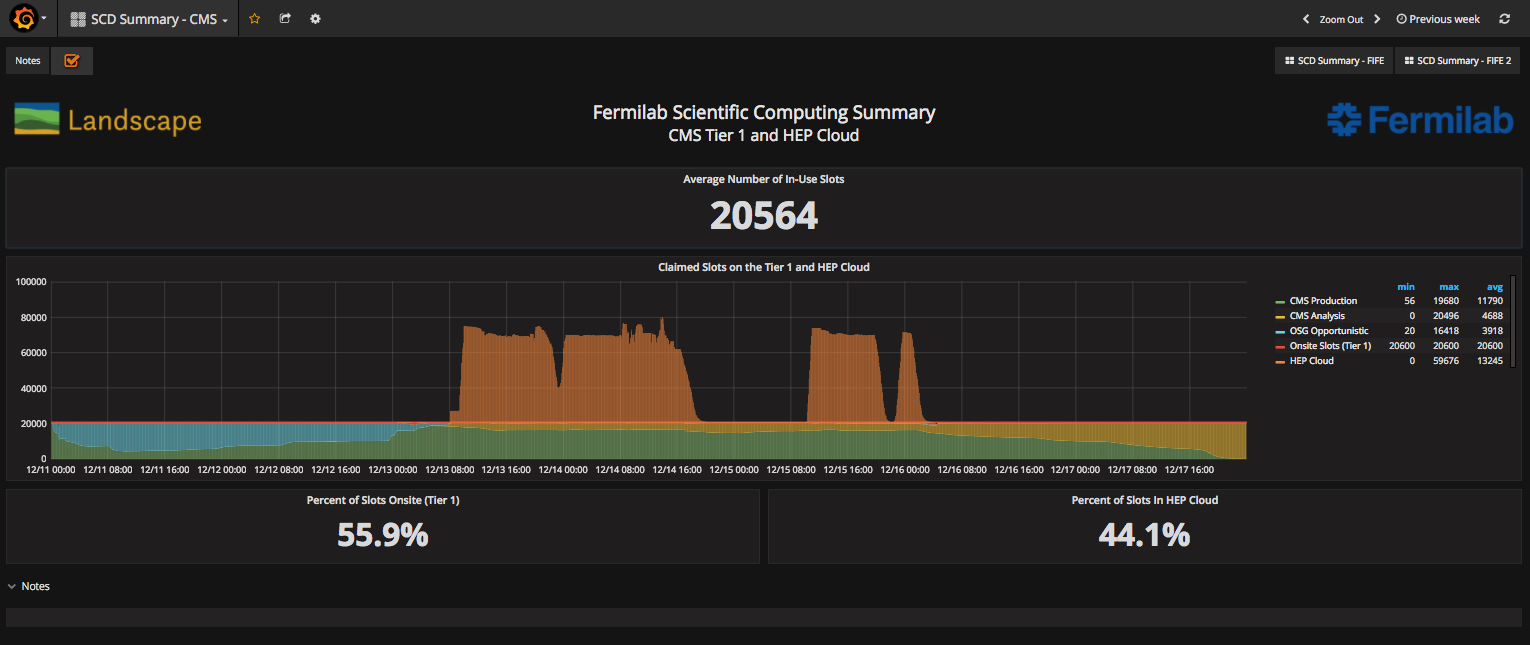 SCD Summary - CMS
Zoom Out
Previous week
Notes
SCD Summary - FIFE
SCD Summary - FIFE 2
Landscape
Fermilab Scientific Computing Summary
CMS Tier 1 and HEP Cloud
Fermilab
Average Number of In-Use Slots
20564
Claimed Slots on the Tier 1 and HEP Cloud
100000
80000
60000
40000
20000
0
12/11 00:00 12/11 08:00 12/11 16:00 12/12 00:00 12/12 08:00 12/12 16:00 12/13 00:00 12/13 08:00 12/13 16:00 12/14 00:00 12/14 08:00 12/14 16:00 12/15 00:00 12/15 08:00 12/15 16:00 12/16 00:00 12/16 08:00 12/16 16:00 12/17 00:00 12/17 08:00 12/17 16:00
min max avg
CMS Production 56 19680 11790
CMS Analysis 0 20496 4688
OSG Opportunistic 20 16418 3918
Onsite Slots (Tier 1) 20600 20600 20600
HEP Cloud 0 59676 13245
Percent of Slots Onsite (Tier 1)
55.9%
Percent of Slots In HEP Cloud
44.1%
Notes